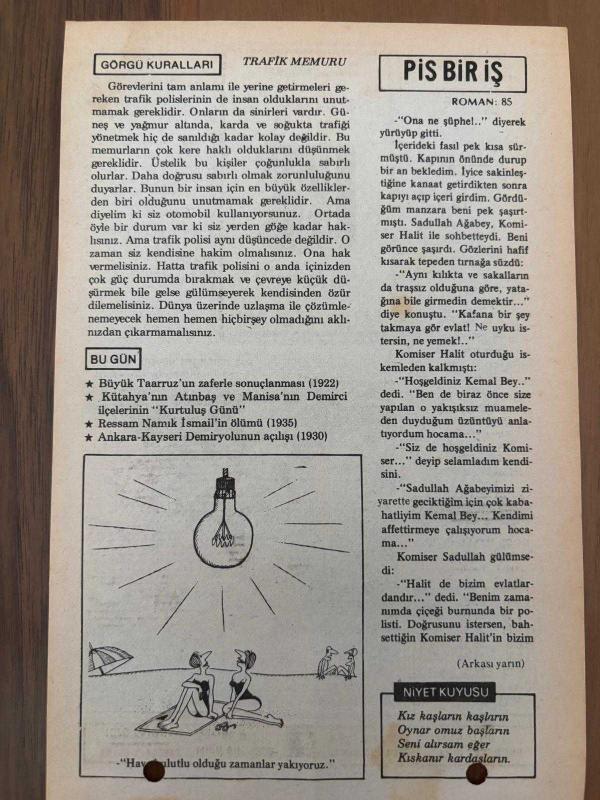 GÖRGÜ KURALLARI
TRAFİK MEMURU
Görevlerini tam anlamı ile yerine getirmeleri ge-
reken trafik polislerinin de insan olduklarını unut-
mamak gereklidir. Onların da sinirleri vardır. Gü-
neş ve yağmur altında, karda ve soğukta trafiği
yönetmek hiç de sanıldığı kadar kolay değildir. Bu
memurların çok kere haklı olduklarını düşünmek
gereklidir. Üstelik bu kişiler çoğunlukla sabırlı
olurlar. Daha doğrusu sabırlı olmak zorunluluğunu
duyarlar. Bunun bir insan için en büyük özellikler-
den biri olduğunu unutmamak gereklidir. Ama
diyelim ki siz otomobil kullanıyorsunuz. Ortada
öyle bir durum var ki siz yerden göğe kadar hak-
lısınız. Ama trafik polisi aynı düşüncede değildir. O
zaman siz kendisine hakim olmalısınız. Ona hak
vermelisiniz. Hatta trafik polisini o anda içinizden
çok güç durumda bırakmak ve çevreye küçük dü-
şürmek bile gelse gülümseyerek kendisinden özür
dilemelisiniz. Dünya üzerinde uzlaşma ile çözümle-
nemeyecek hemen hemen hiçbirşey olmadığını aklı-
nızdan çıkarmamalısınız.
BU GÜN
★ Büyük Taarruz'un zaferle sonuçlanması (1922)
★ Kütahya'nın Atınbaş ve Manisa'nın Demirci
ilçelerinin "Kurtuluş Günü"
★ Ressam Namık İsmail'in ölümü (1935)
★ Ankara-Kayseri Demiryolunun açılışı (1930)
-"Hava bulutlu olduğu zamanlar yakıyoruz."
PİS BİR İŞ
ROMAN: 85
-"Ona ne şüphe!.." diyerek
yürüyüp gitti.
İçerideki fasıl pek kısa sür-
müştü. Kapının önünde durup
bir an bekledim. İyice sakinleş-
tiğine kanaat getirdikten sonra
kapıyı açıp içeri girdim. Gördü-
ğüm manzara beni pek şaşırt-
mıştı. Sadullah Ağabey, Komi-
ser Halit ile sohbetteydi. Beni
görünce şaşırdı. Gözlerini hafif
kısarak tepeden tırnağa süzdü:
-"Aynı kılıkta ve sakalların
da traşsız olduğuna göre, yata-
ğına bile girmedin demektir..."
diye konuştu. "Kafana bir şey
takmaya gör evlat! Ne uyku is-
tersin, ne yemek!.."
Komiser Halit oturduğu is-
kemleden kalkmıştı:
-"Hoşgeldiniz Kemal Bey.."
dedi. "Ben de biraz önce size
yapılan o yakışıksız muamele-
den duyduğum üzüntüyü anla-
tıyordum hocama..."
-"Siz de hoşgeldiniz Komi-
ser..." deyip selamladım kendi-
sini.
-"Sadullah Ağabeyimizi zi-
yarette geciktiğim için çok kaba-
hatliyim Kemal Bey... Kendimi
affettirmeye çalışıyorum hoca-
ma..."
Komiser Sadullah gülümse-
di:
-"Halit de bizim evlatlar-
dandır..." dedi. "Benim zama-
nımda çiçeği burnunda bir po-
listi. Doğrusunu istersen, bah-
settiğin Komiser Halit'in bizim
(Arkası yarın)
NİYET KUYUSU
Kız kaşların kaşların
Oynar omuz başların
Seni alırsam eğer
Kıskanır kardaşların.